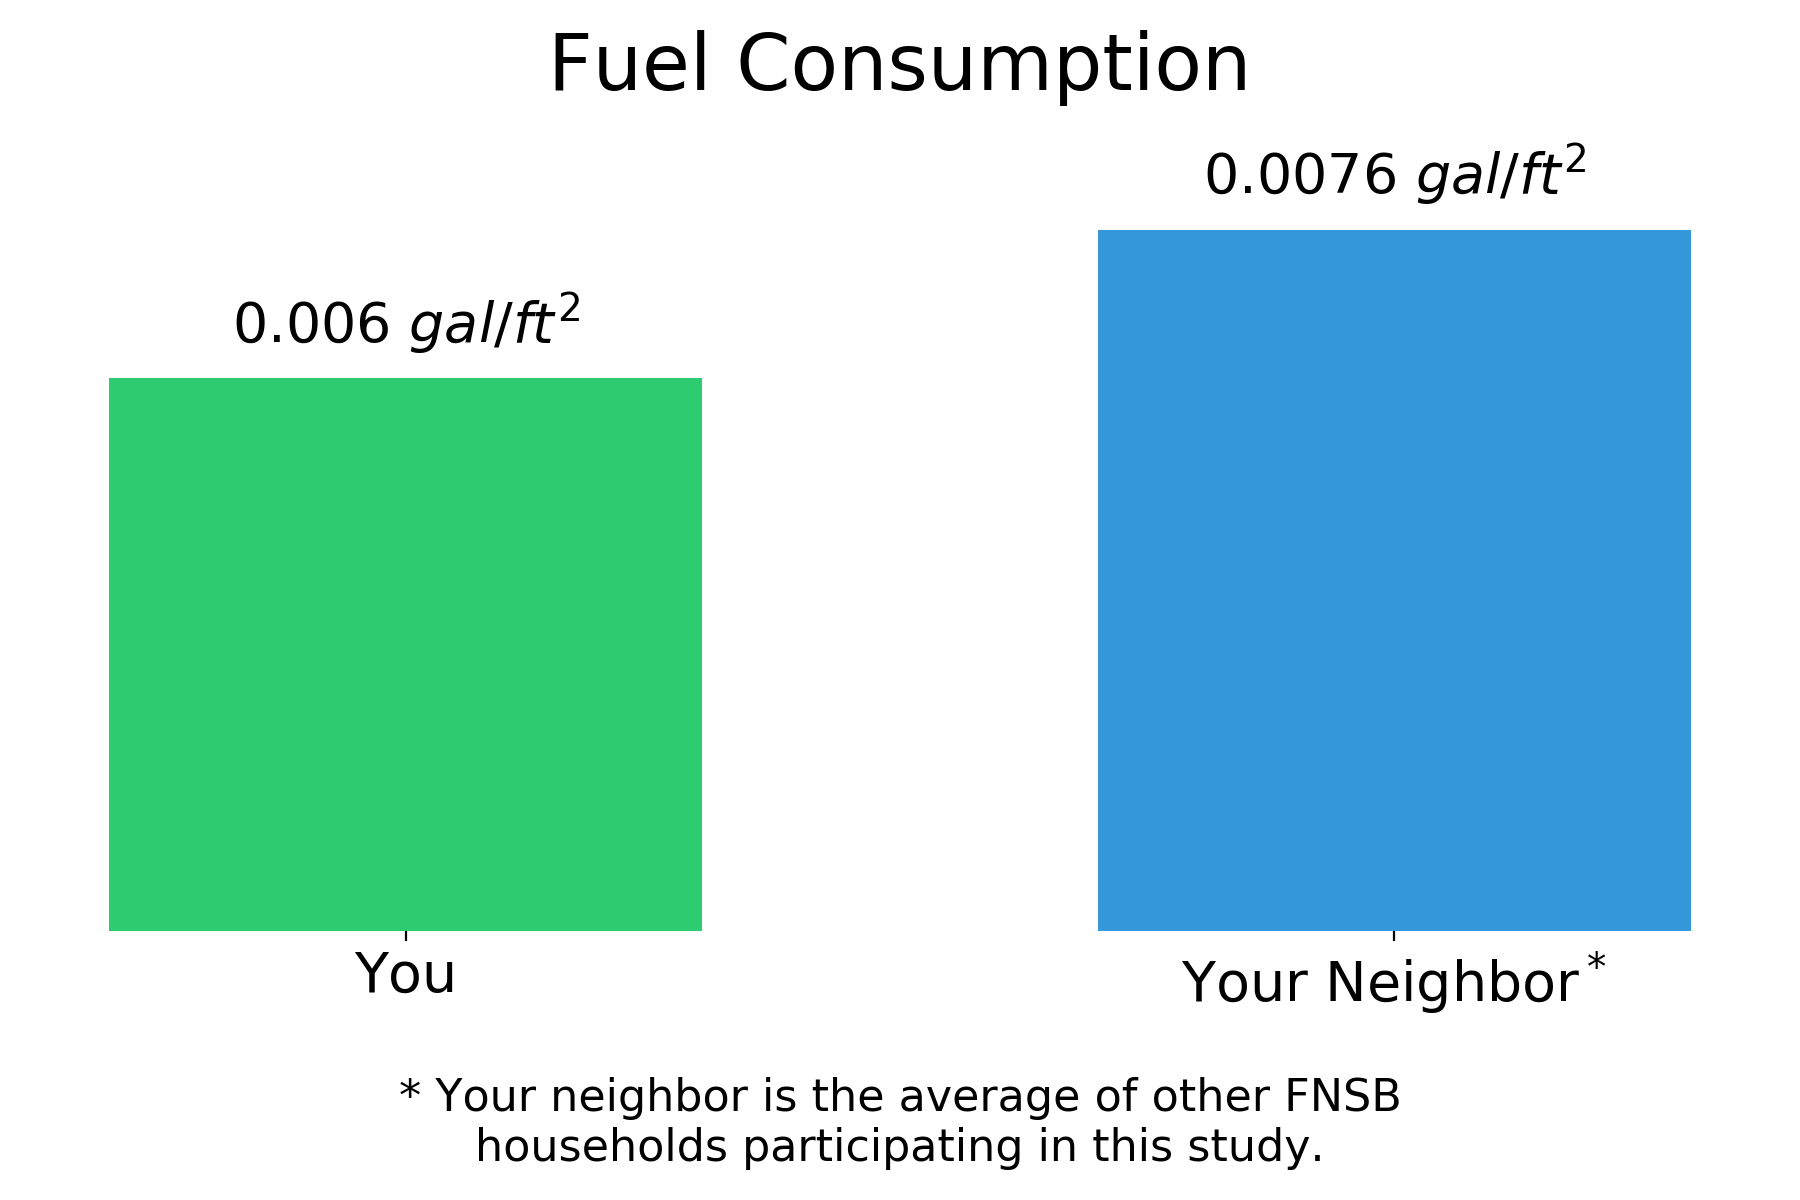 Fuel Consumption
0.0076 gal/ft²
0.006 gal/ft²
You
Your Neighbor*
* Your neighbor is the average of other FNSB
households participating in this study.